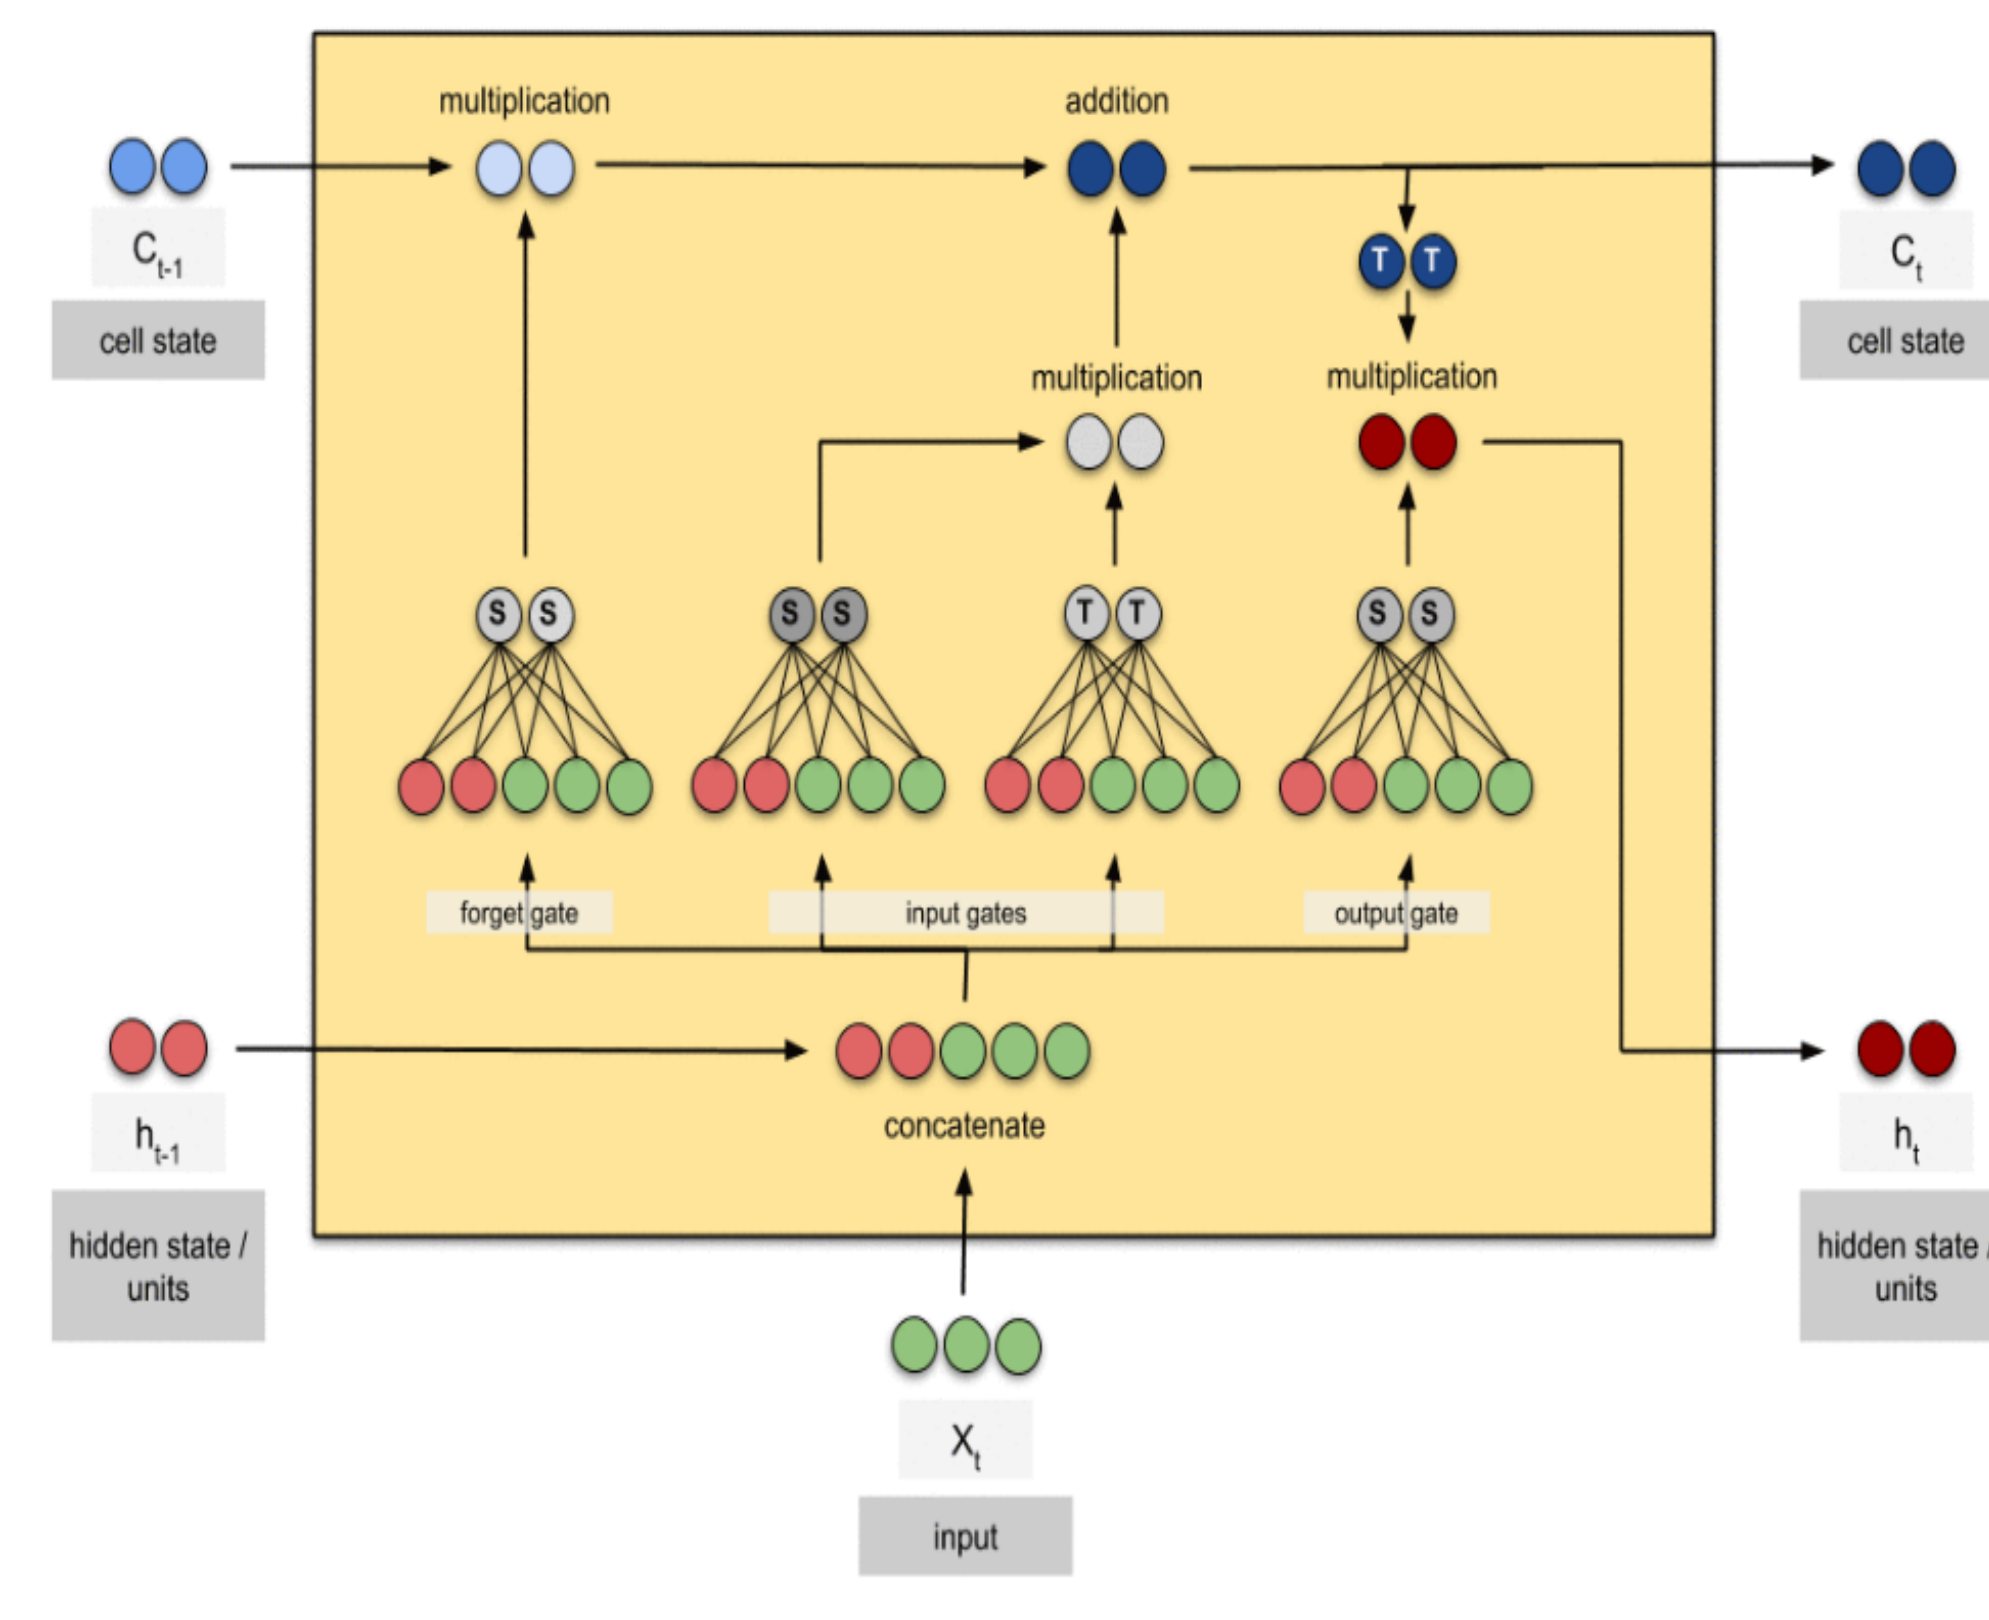 multiplication
addition
C
t-1
C
t
T T
cell state
cell state
multiplication
multiplication
S S
S S
T T
S S
forget gate
input gates
output gate
concatenate
h
t-1
h
t
hidden state /
units
hidden state /
units
X
t
input